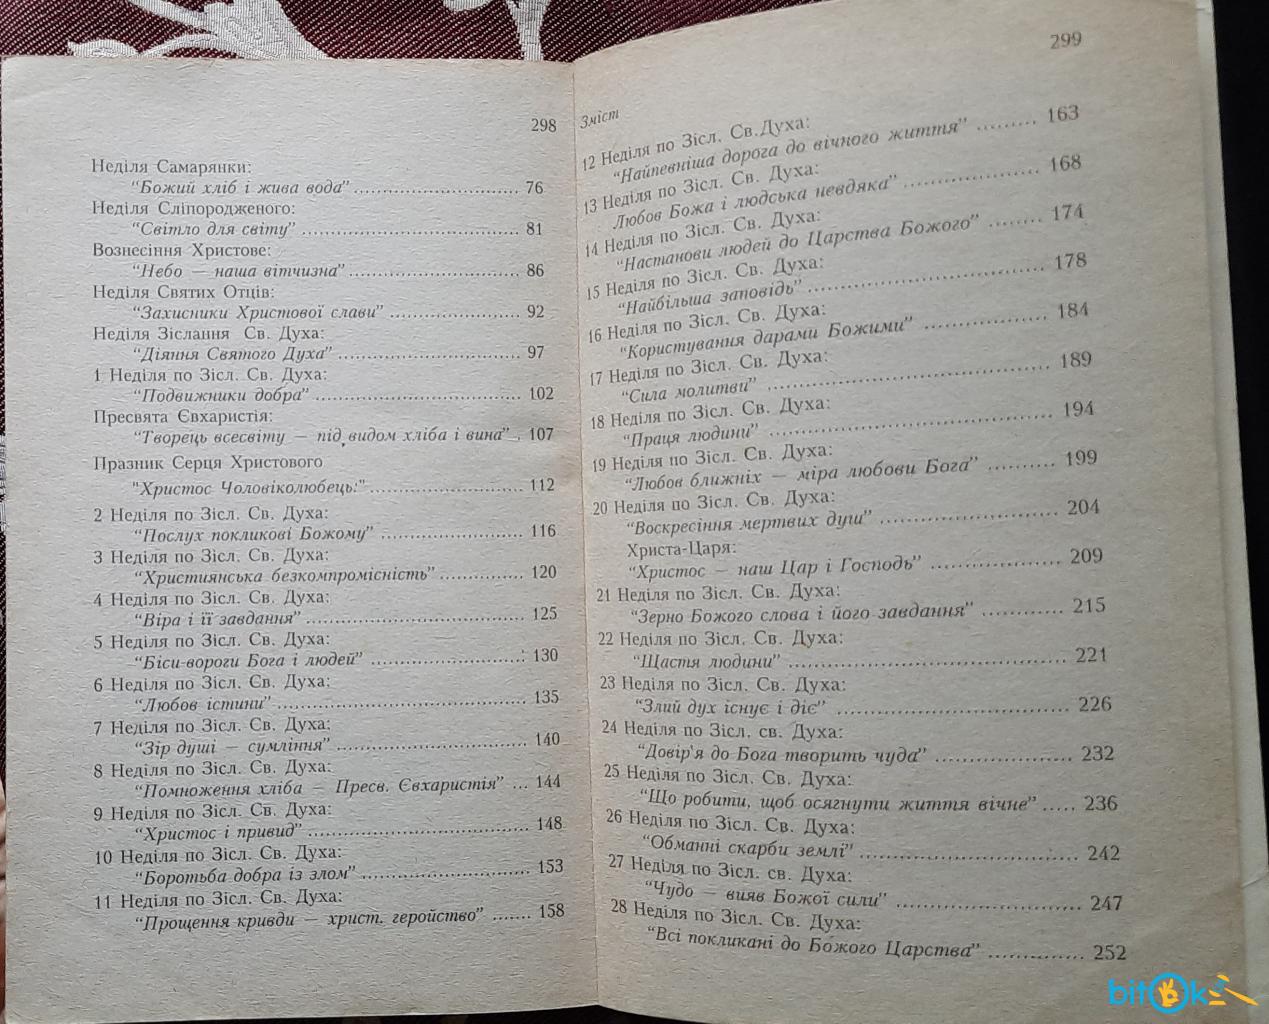 298
Неділя Самарянки:
“Божий хліб і жива вода” ........ 76
Неділя Сліпородженого:
“Світло для світу” ........ 81
Вознесіння Христове:
“Небо — наша вітчизна” ........ 86
Неділя Святих Отців:
“Захисники Христової слави” ........ 92
Неділя Зіслання Св. Духа:
“Діяння Святого Духа” ........ 97
1 Неділя по Зісл. Св. Духа:
“Подвижники добра” ........ 102
Пресвята Євхаристія:
“Творець всесвіту — під видом хліба і вина” . 107
Празник Серця Христового
"Христос Чоловіколюбець:" ........ 112
2 Неділя по Зісл. Св. Духа:
“Послух покликові Божому” ........ 116
3 Неділя по Зісл. Св. Духа:
“Християнська безкомпромісність” ........ 120
4 Неділя по Зісл. Св. Духа:
“Віра і її завдання” ........ 125
5 Неділя по Зісл. Св. Духа:
“Біси-вороги Бога і людей” ........ 130
6 Неділя по Зісл. Св. Духа:
“Любов істини” ........ 135
7 Неділя по Зісл. Св. Духа:
“Зір душі — сумління” ........ 140
8 Неділя по Зісл. Св. Духа:
“Помноження хліба — Пресв. Євхаристія” ... 144
9 Неділя по Зісл. Св. Духа:
“Христос і привид” ........ 148
10 Неділя по Зісл. Св. Духа:
“Боротьба добра із злом” ........ 153
11 Неділя по Зісл. Св. Духа:
“Прощення кривди — христ. геройство” ....... 158
299
Зміст
12 Неділя по Зісл. Св.Духа:
“Найпевніша дорога до вічного життя” ......... 163
13 Неділя по Зісл. Св. Духа:
Любов Божа і людська невдяка” ........ 168
14 Неділя по Зісл. Св. Духа:
“Настанови людей до Царства Божого” ........ 174
15 Неділя по Зісл. Св. Духа:
“Найбільша заповідь” ........ 178
16 Неділя по Зісл. Св. Духа:
“Користування дарами Божими” ........ 184
17 Неділя по Зісл. Св. Духа:
“Сила молитви” ........ 189
18 Неділя по Зісл. Св. Духа:
“Праця людини” ........ 194
19 Неділя по Зісл. Св. Духа:
“Любов ближніх — міра любови Бога” ........ 199
20 Неділя по Зісл. Св. Духа:
“Воскресіння мертвих душ” ........ 204
Христа-Царя:
“Христос — наш Цар і Господь” ........ 209
21 Неділя по Зісл. Св. Духа:
“Зерно Божого слова і його завдання” ........ 215
22 Неділя по Зісл. Св. Духа:
“Щастя людини” ........ 221
23 Неділя по Зісл. Св. Духа:
“Злий дух існує і діє” ........ 226
24 Неділя по Зісл. св. Духа:
“Довір'я до Бога творить чуда” ........ 232
25 Неділя по Зісл. Св. Духа:
“Що робити, щоб осягнути життя вічне” ..... 236
26 Неділя по Зісл. Св. Духа:
“Обманні скарби землі” ........ 242
27 Неділя по Зісл. св. Духа:
“Чудо — вияв Божої сили” ........ 247
28 Неділя по Зісл. Св. Духа:
“Всі покликані до Божого Царства” ........ 252
bitok